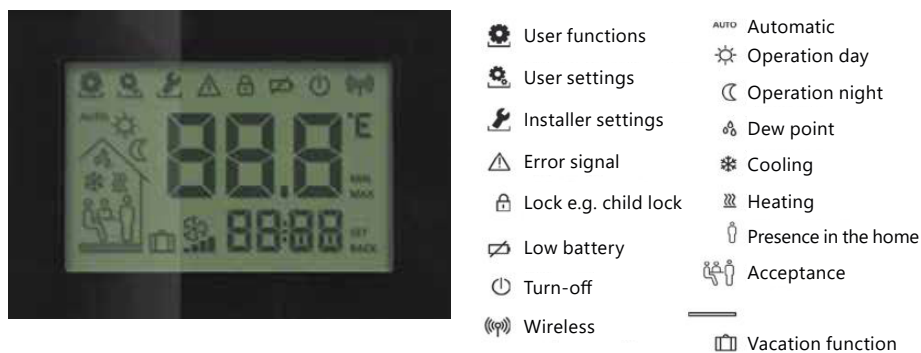 AUTO
88.8
°E
MIN
MAX
88:88
SET
BACK
User functions
User settings
Installer settings
Error signal
Lock e.g. child lock
Low battery
Turn-off
Wireless
AUTO Automatic
Operation day
Operation night
Dew point
Cooling
Heating
Presence in the home
Acceptance
Vacation function